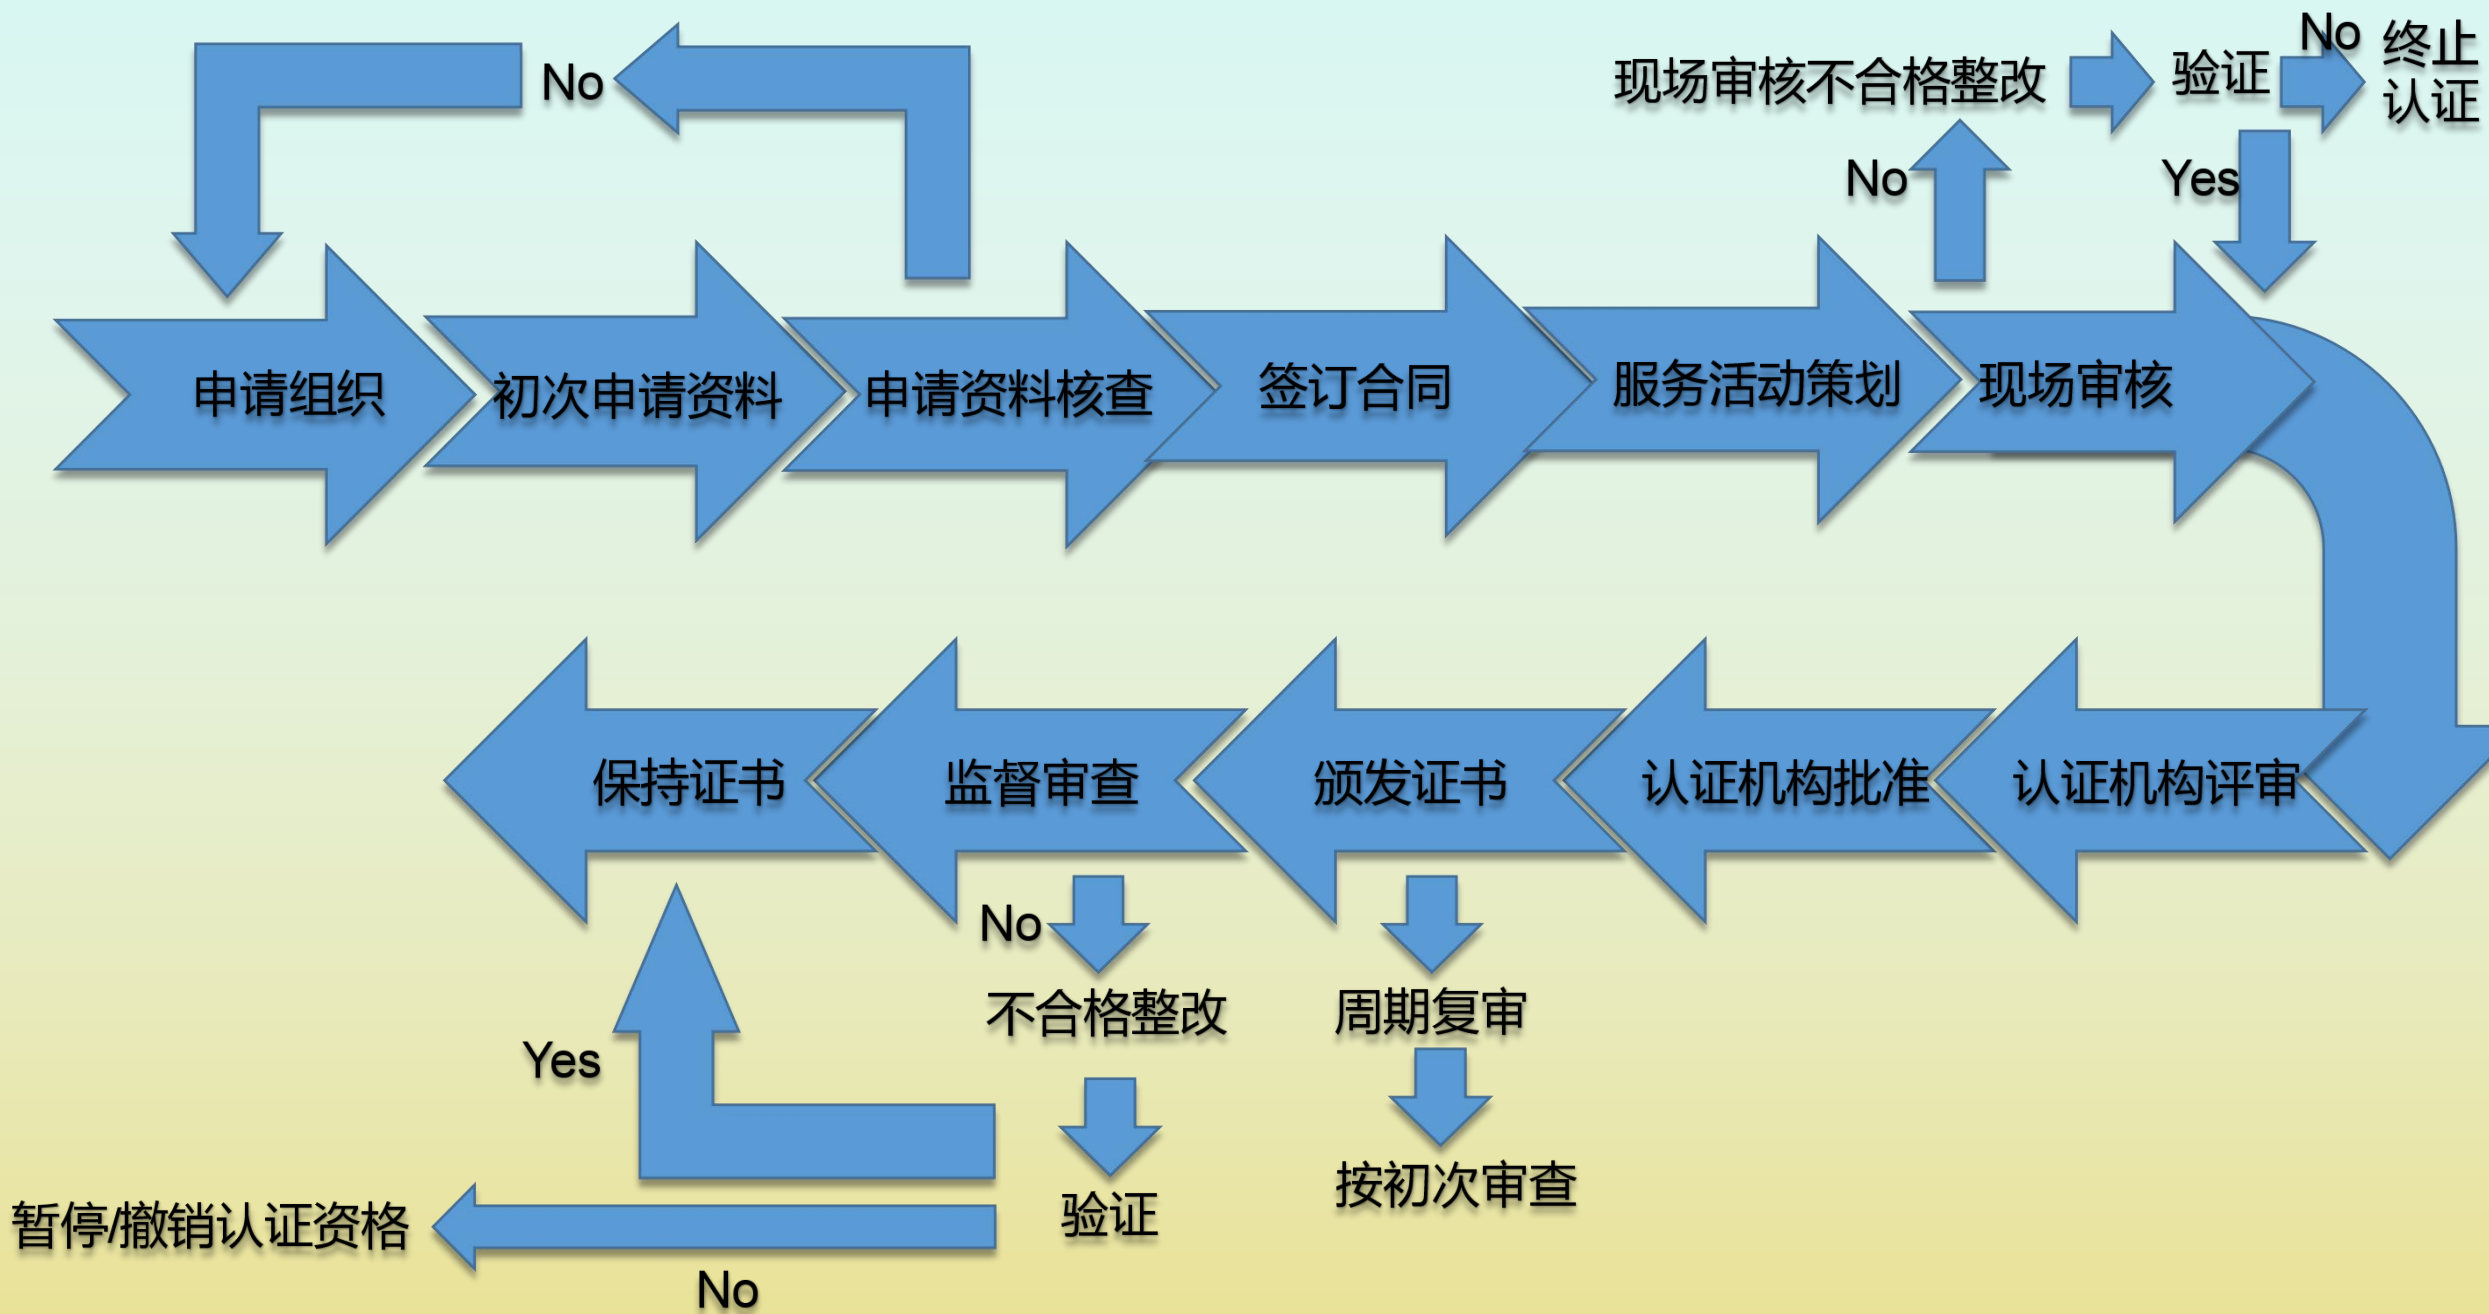 No
现场审核不合格整改
验证
No
终止
认证
No
Yes
申请组织
初次申请资料
申请资料核查
签订合同
服务活动策划
现场审核
保持证书
监督审查
颁发证书
认证机构批准
认证机构评审
No
不合格整改
周期复审
Yes
按初次审查
验证
暂停/撤销认证资格
No